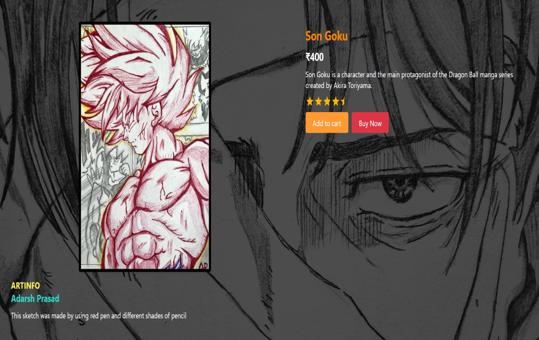 Son Goku
₹400
Son Goku is a character and the main protagonist of the Dragon Ball manga series
created by Akira Toriyama.
Add to cart
Buy Now
ARTINFO
Adarsh Prasad
This sketch was made by using red pen and different shades of pencil